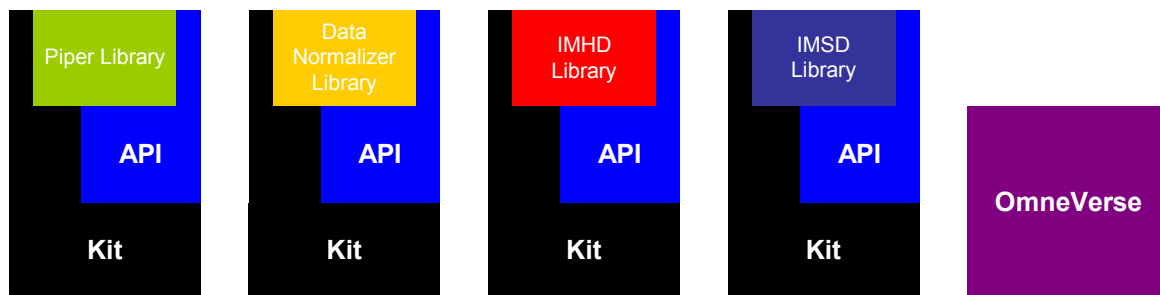 Piper Library
API
Kit
Data
Normalizer
Library
API
Kit
IMHD
Library
API
Kit
IMSD
Library
API
Kit
OmneVerse